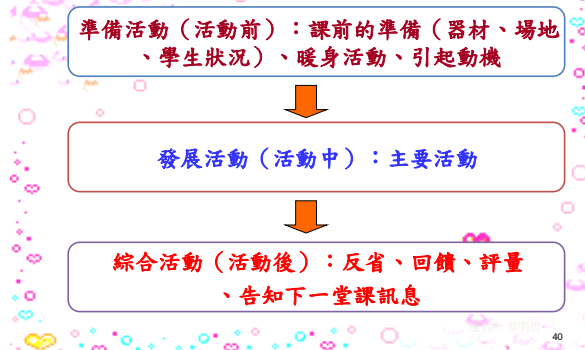 準備活動（活動前）：課前的準備（器材、場地
、學生狀況）、暖身活動、引起動機
發展活動（活動中）：主要活動
綜合活動（活動後）：反省、回饋、評量
、告知下一堂課訊息
40